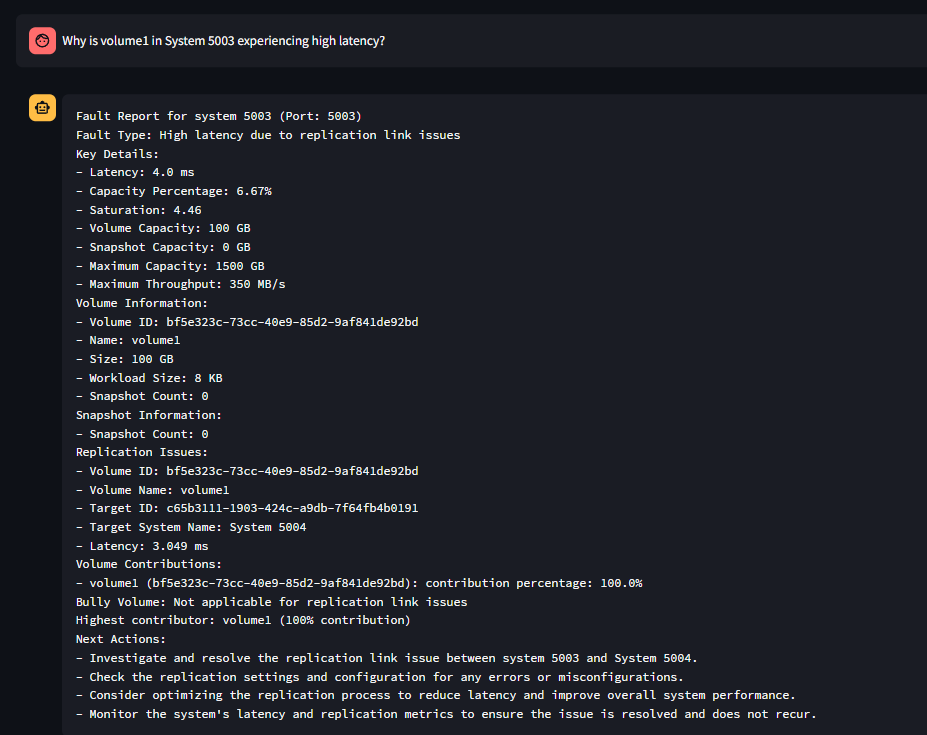 Why is volume1 in System 5003 experiencing high latency?
Fault Report for system 5003 (Port: 5003)
Fault Type: High latency due to replication link issues
Key Details:
- Latency: 4.0 ms
- Capacity Percentage: 6.67%
- Saturation: 4.46
- Volume Capacity: 100 GB
- Snapshot Capacity: 0 GB
- Maximum Capacity: 1500 GB
- Maximum Throughput: 350 MB/s
Volume Information:
- Volume ID: bf5e323c-73cc-40e9-85d2-9af841de92bd
- Name: volume1
- Size: 100 GB
- Workload Size: 8 KB
- Snapshot Count: 0
Snapshot Information:
- Snapshot Count: 0
Replication Issues:
- Volume ID: bf5e323c-73cc-40e9-85d2-9af841de92bd
- Volume Name: volume1
- Target ID: c65b3111-1903-424c-a9db-7f64fb4b0191
- Target System Name: System 5004
- Latency: 3.049 ms
Volume Contributions:
- volume1 (bf5e323c-73cc-40e9-85d2-9af841de92bd): contribution percentage: 100.0%
Bully Volume: Not applicable for replication link issues
Highest contributor: volume1 (100% contribution)
Next Actions:
- Investigate and resolve the replication link issue between system 5003 and System 5004.
- Check the replication settings and configuration for any errors or misconfigurations.
- Consider optimizing the replication process to reduce latency and improve overall system performance.
- Monitor the system's latency and replication metrics to ensure the issue is resolved and does not recur.